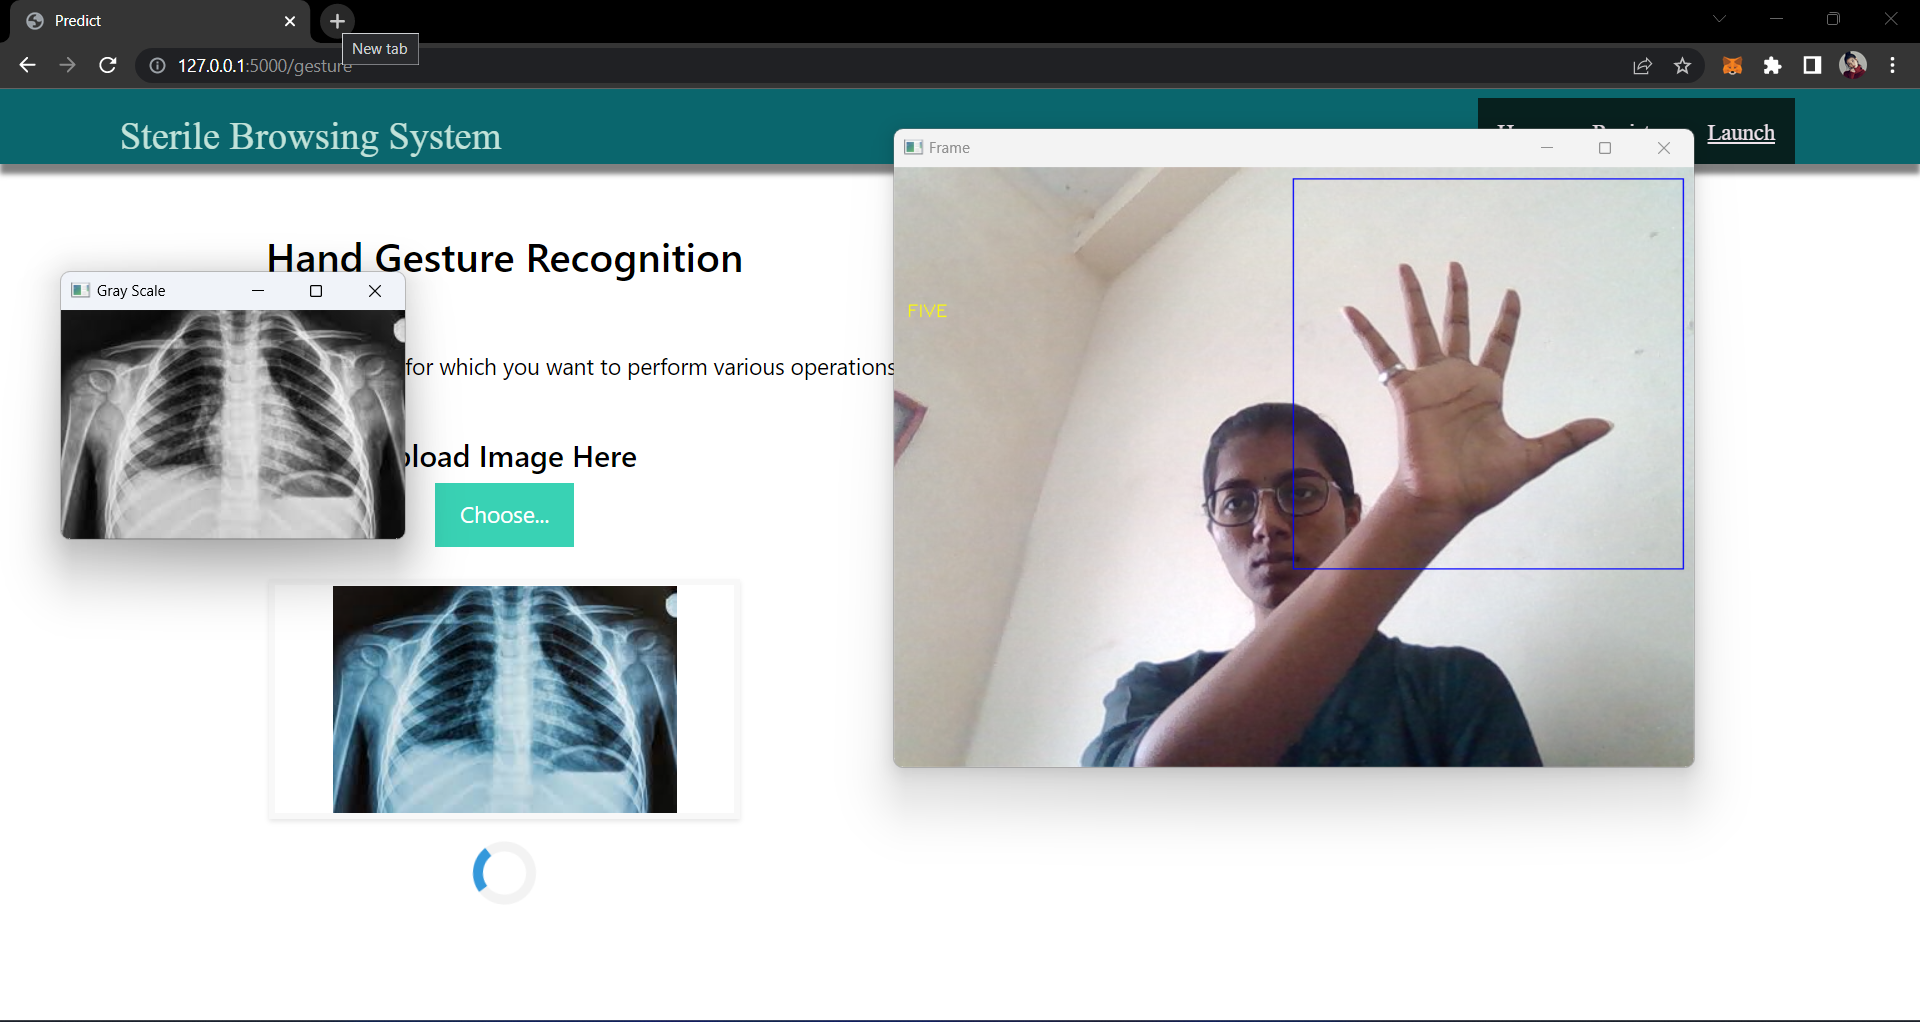 Predict
New tab
127.0.0.1:5000/gesture
Sterile Browsing System
Launch
Frame
Hand Gesture Recognition
Gray Scale
FIVE
for which you want to perform various operations
Image Here
Choose...